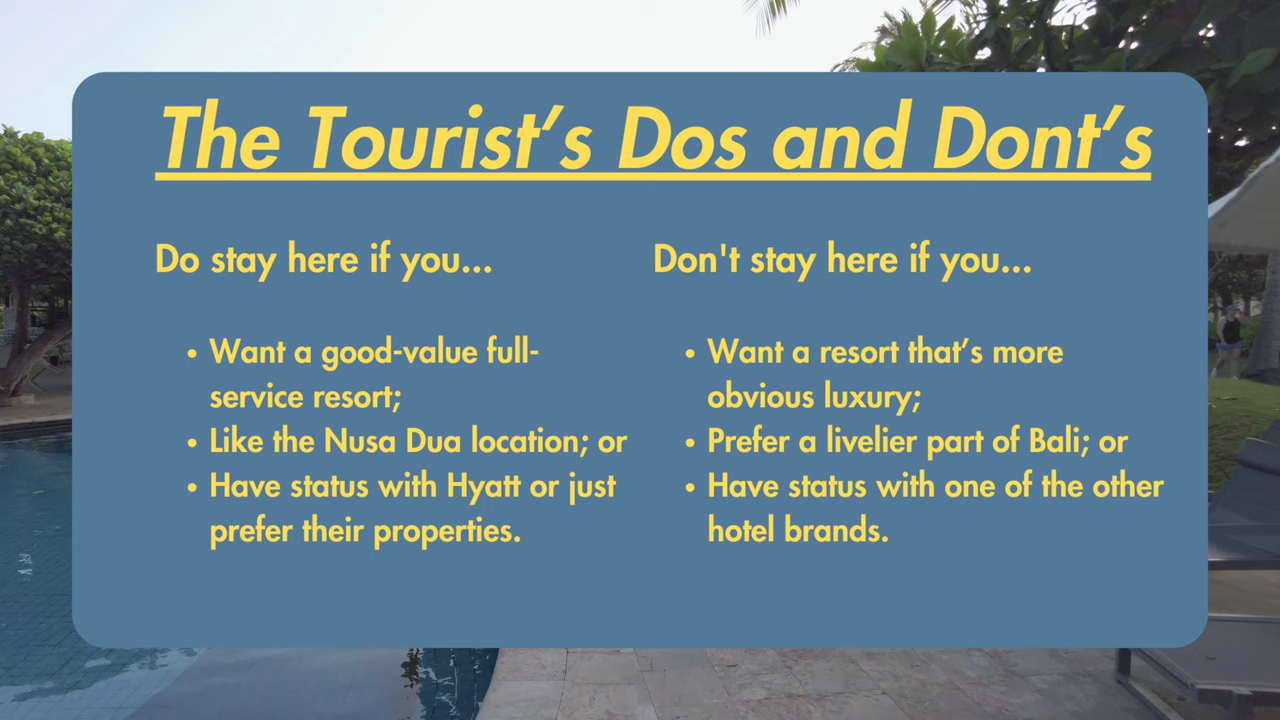 The Tourist’s Dos and Dont’s
Do stay here if you...
• Want a good-value full-
service resort;
• Like the Nusa Dua location; or
• Have status with Hyatt or just
prefer their properties.
Don't stay here if you...
• Want a resort that’s more
obvious luxury;
• Prefer a livelier part of Bali; or
• Have status with one of the other
hotel brands.